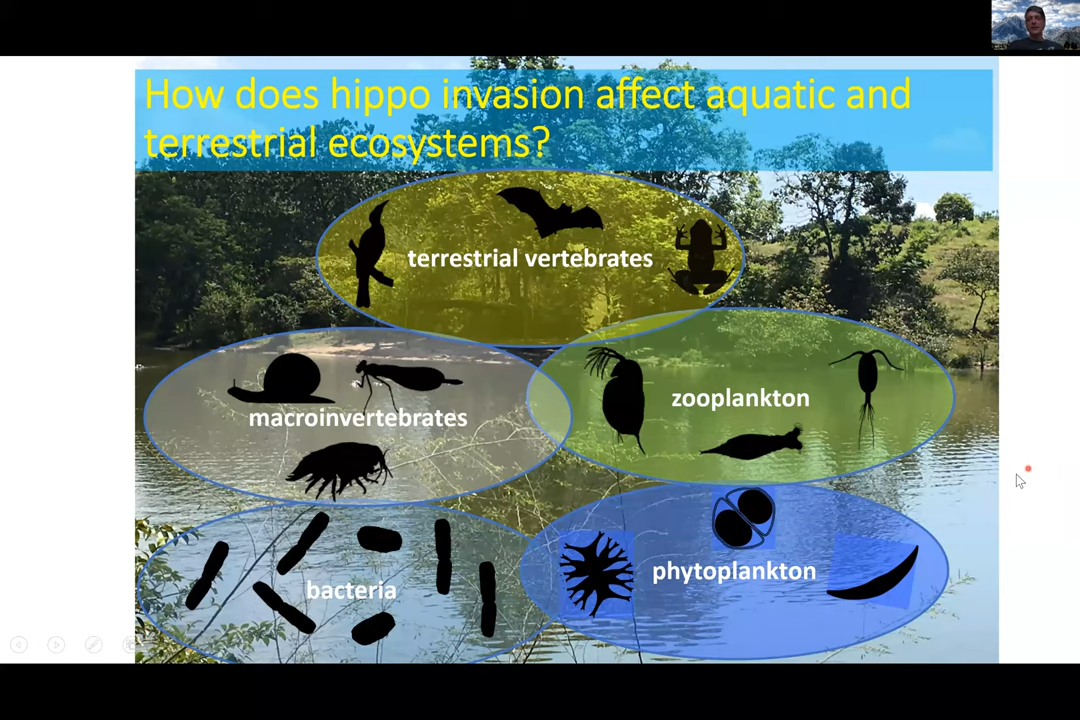 How does hippo invasion affect aquatic and
terrestrial ecosystems?
terrestrial vertebrates
macroinvertebrates
zooplankton
bacteria
phytoplankton